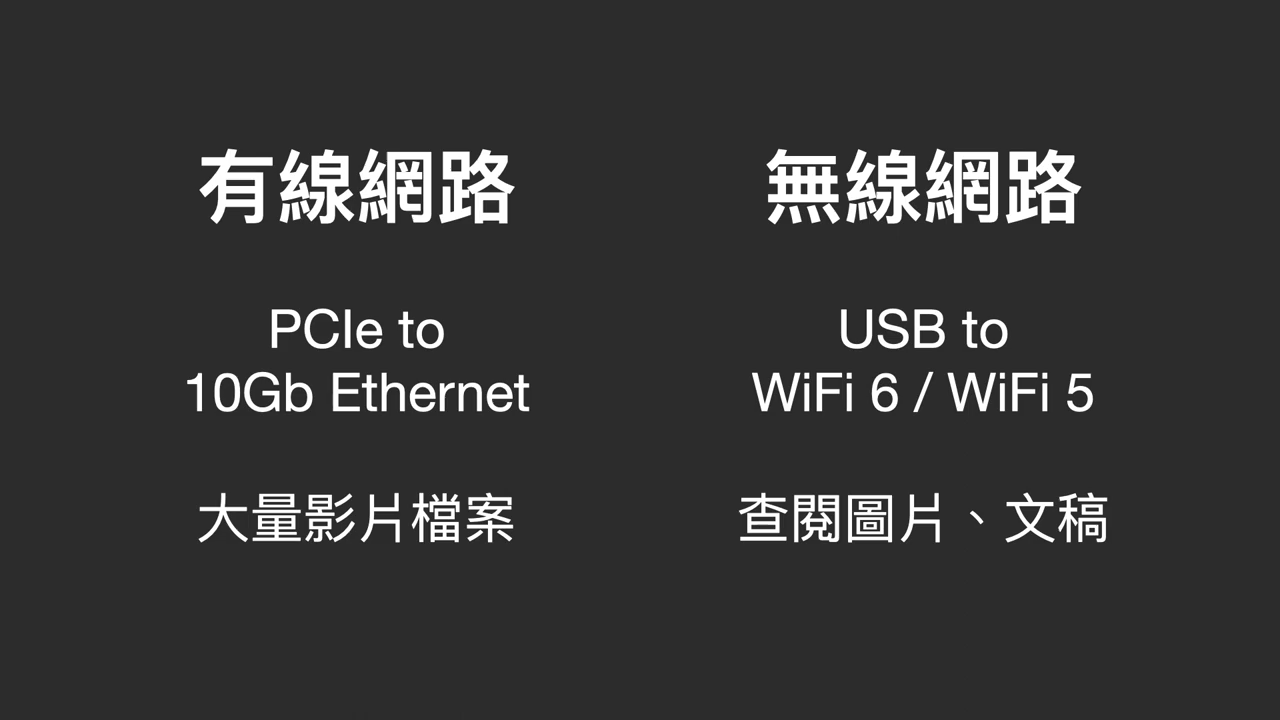 有線網路
PCIe to
10Gb Ethernet
大量影片檔案
無線網路
USB to
WiFi 6 / WiFi 5
查閱圖片、文稿